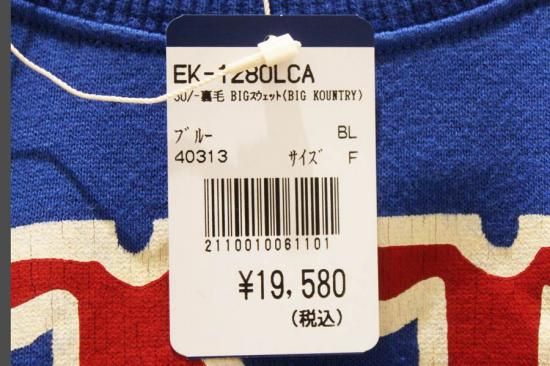 EK-1280LCA
30/-裏毛 BIGスウェット(BIG KOUNTRY)
ブルー BL
40313 サイズ F
2110010061101
¥19,580
(税込)